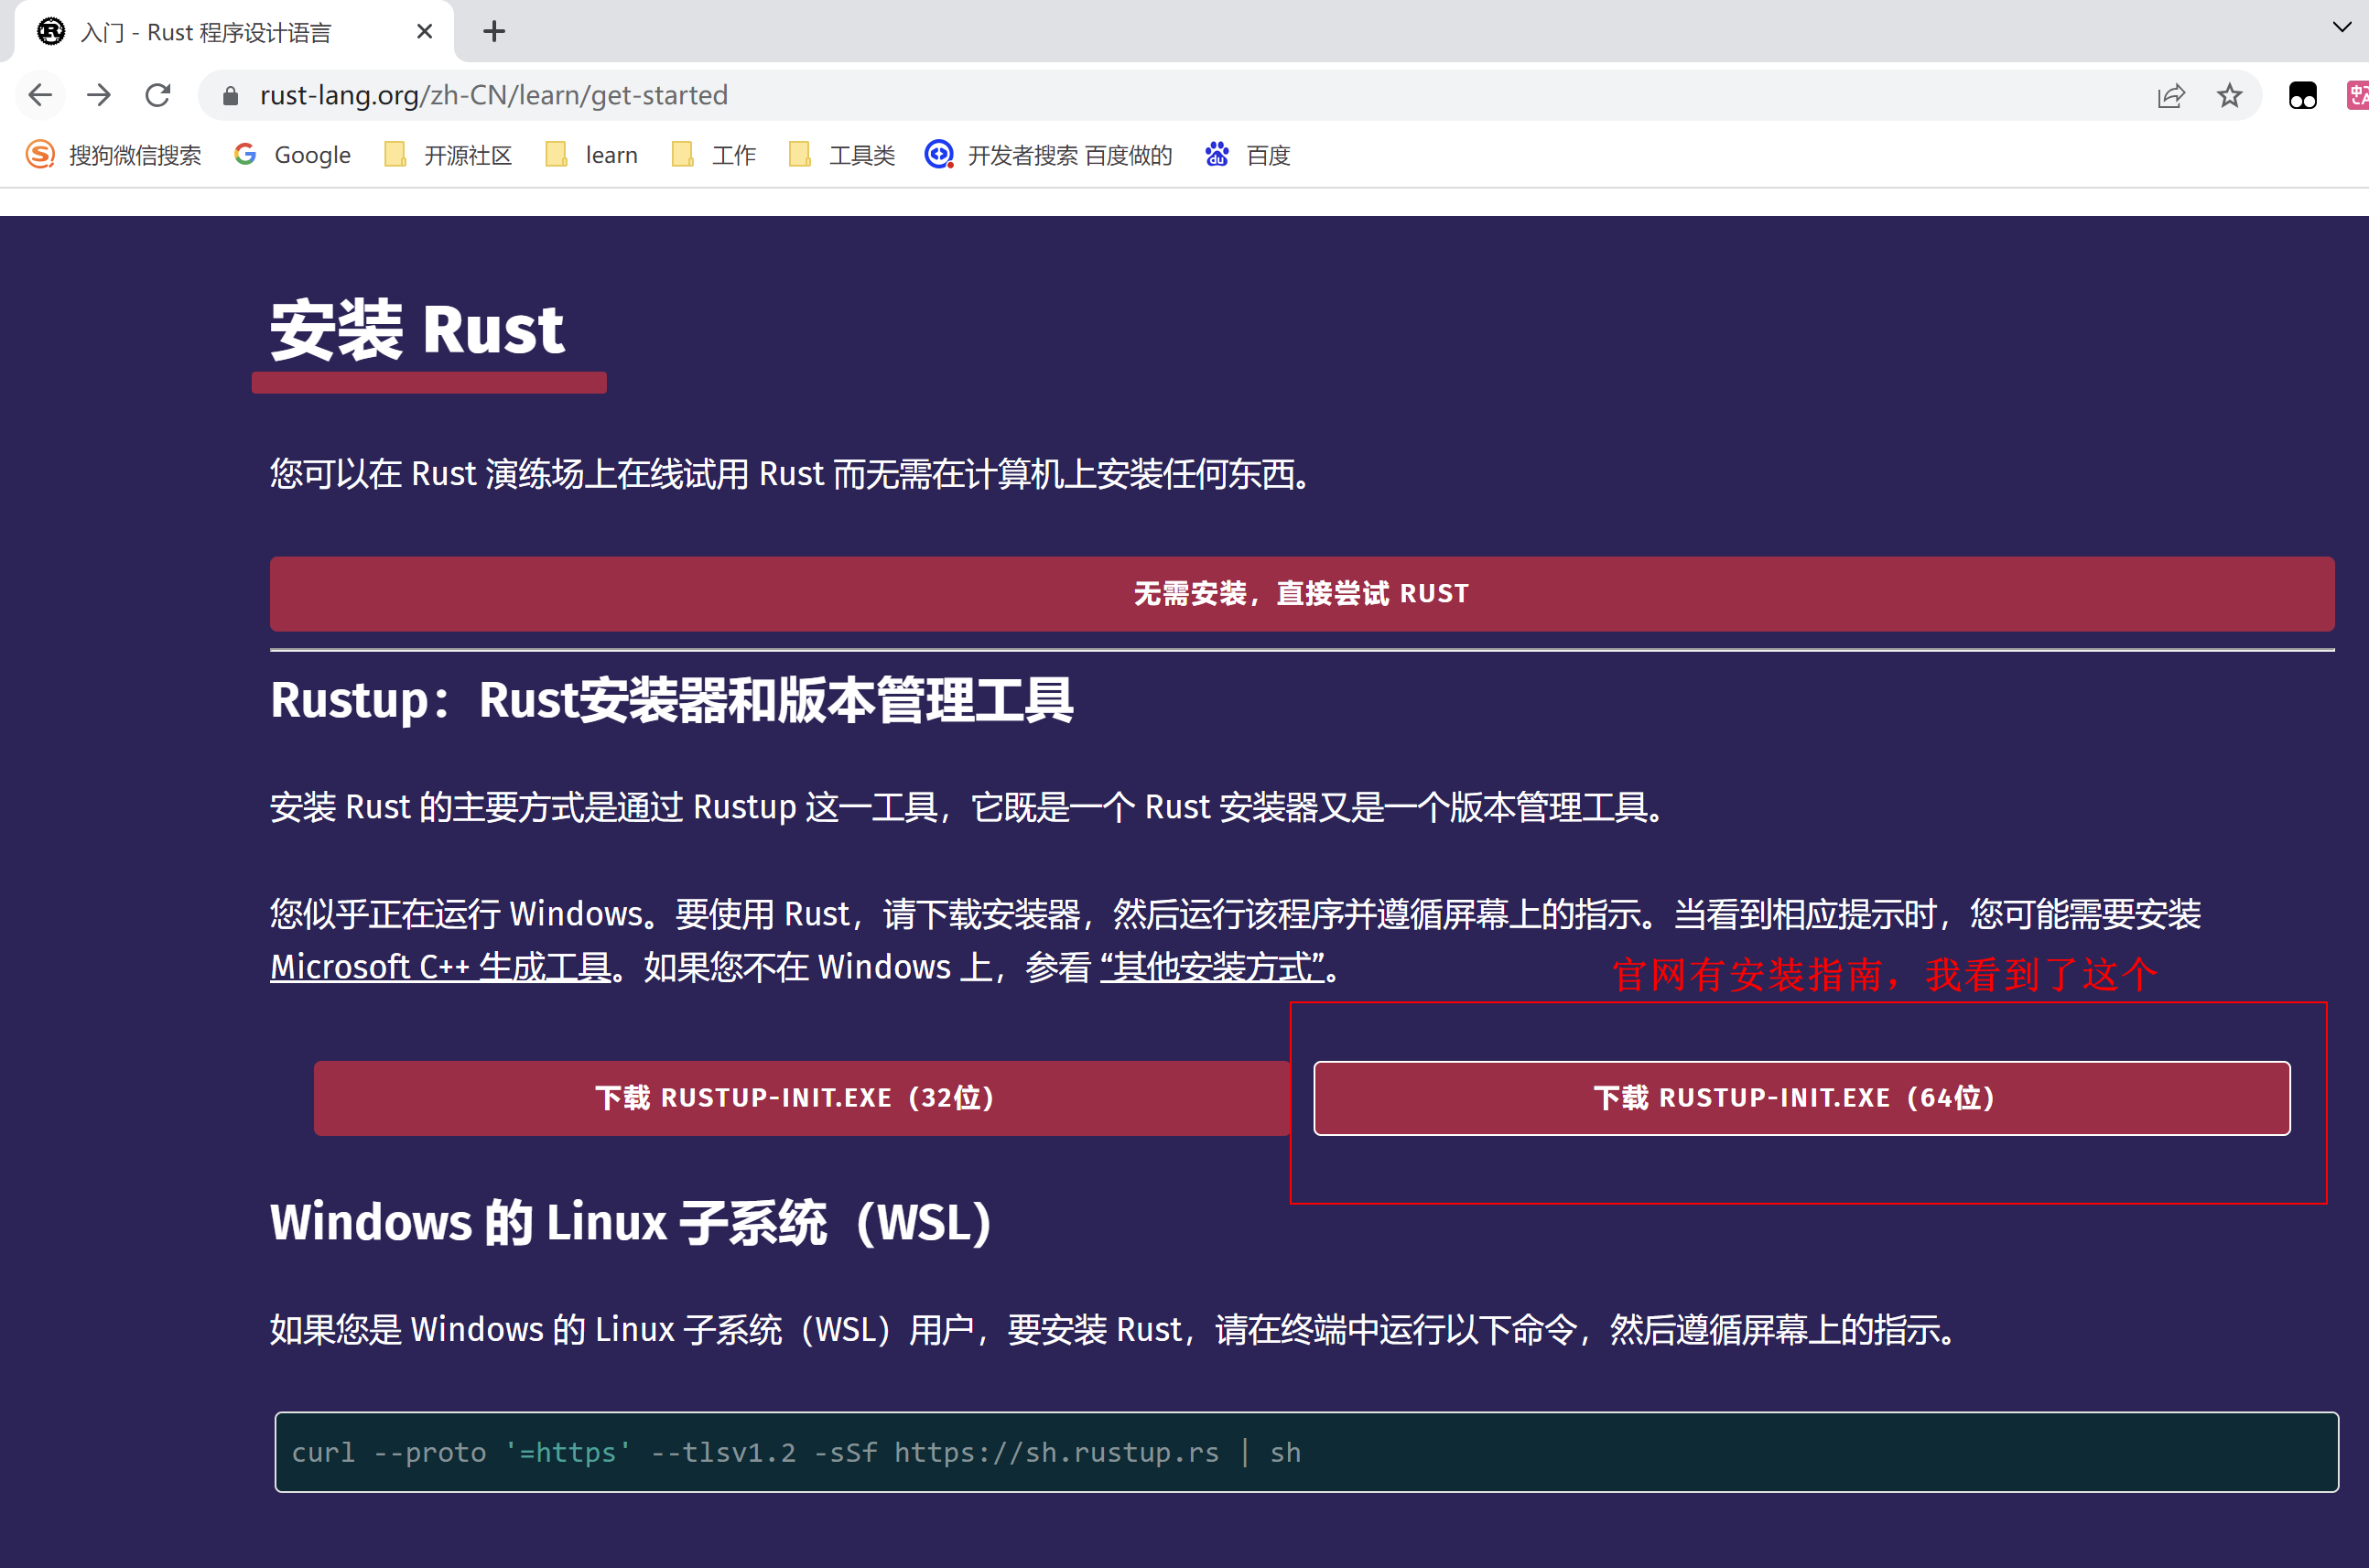 入门 - Rust 程序设计语言
rust-lang.org/zh-CN/learn/get-started
搜狗微信搜索 Google 开源社区 learn 工作 工具类 开发者搜索 百度做的 百度
安装 Rust
您可以在 Rust 演练场上在线试用 Rust 而无需在计算机上安装任何东西。
无需安装，直接尝试 RUST
Rustup：Rust安装器和版本管理工具
安装 Rust 的主要方式是通过 Rustup 这一工具，它既是一个 Rust 安装器又是一个版本管理工具。
您似乎正在运行 Windows。要使用 Rust，请下载安装器，然后运行该程序并遵循屏幕上的指示。当看到相应提示时，您可能需要安装
Microsoft C++ 生成工具。如果您不在 Windows 上，参看 “其他安装方式”。
官网有安装指南，我看到了这个
下载 RUSTUP-INIT.EXE（32位） 下载 RUSTUP-INIT.EXE（64位）
Windows 的 Linux 子系统（WSL）
如果您是 Windows 的 Linux 子系统（WSL）用户，要安装 Rust，请在终端中运行以下命令，然后遵循屏幕上的指示。
curl --proto '=https' --tlsv1.2 -sSf https://sh.rustup.rs | sh